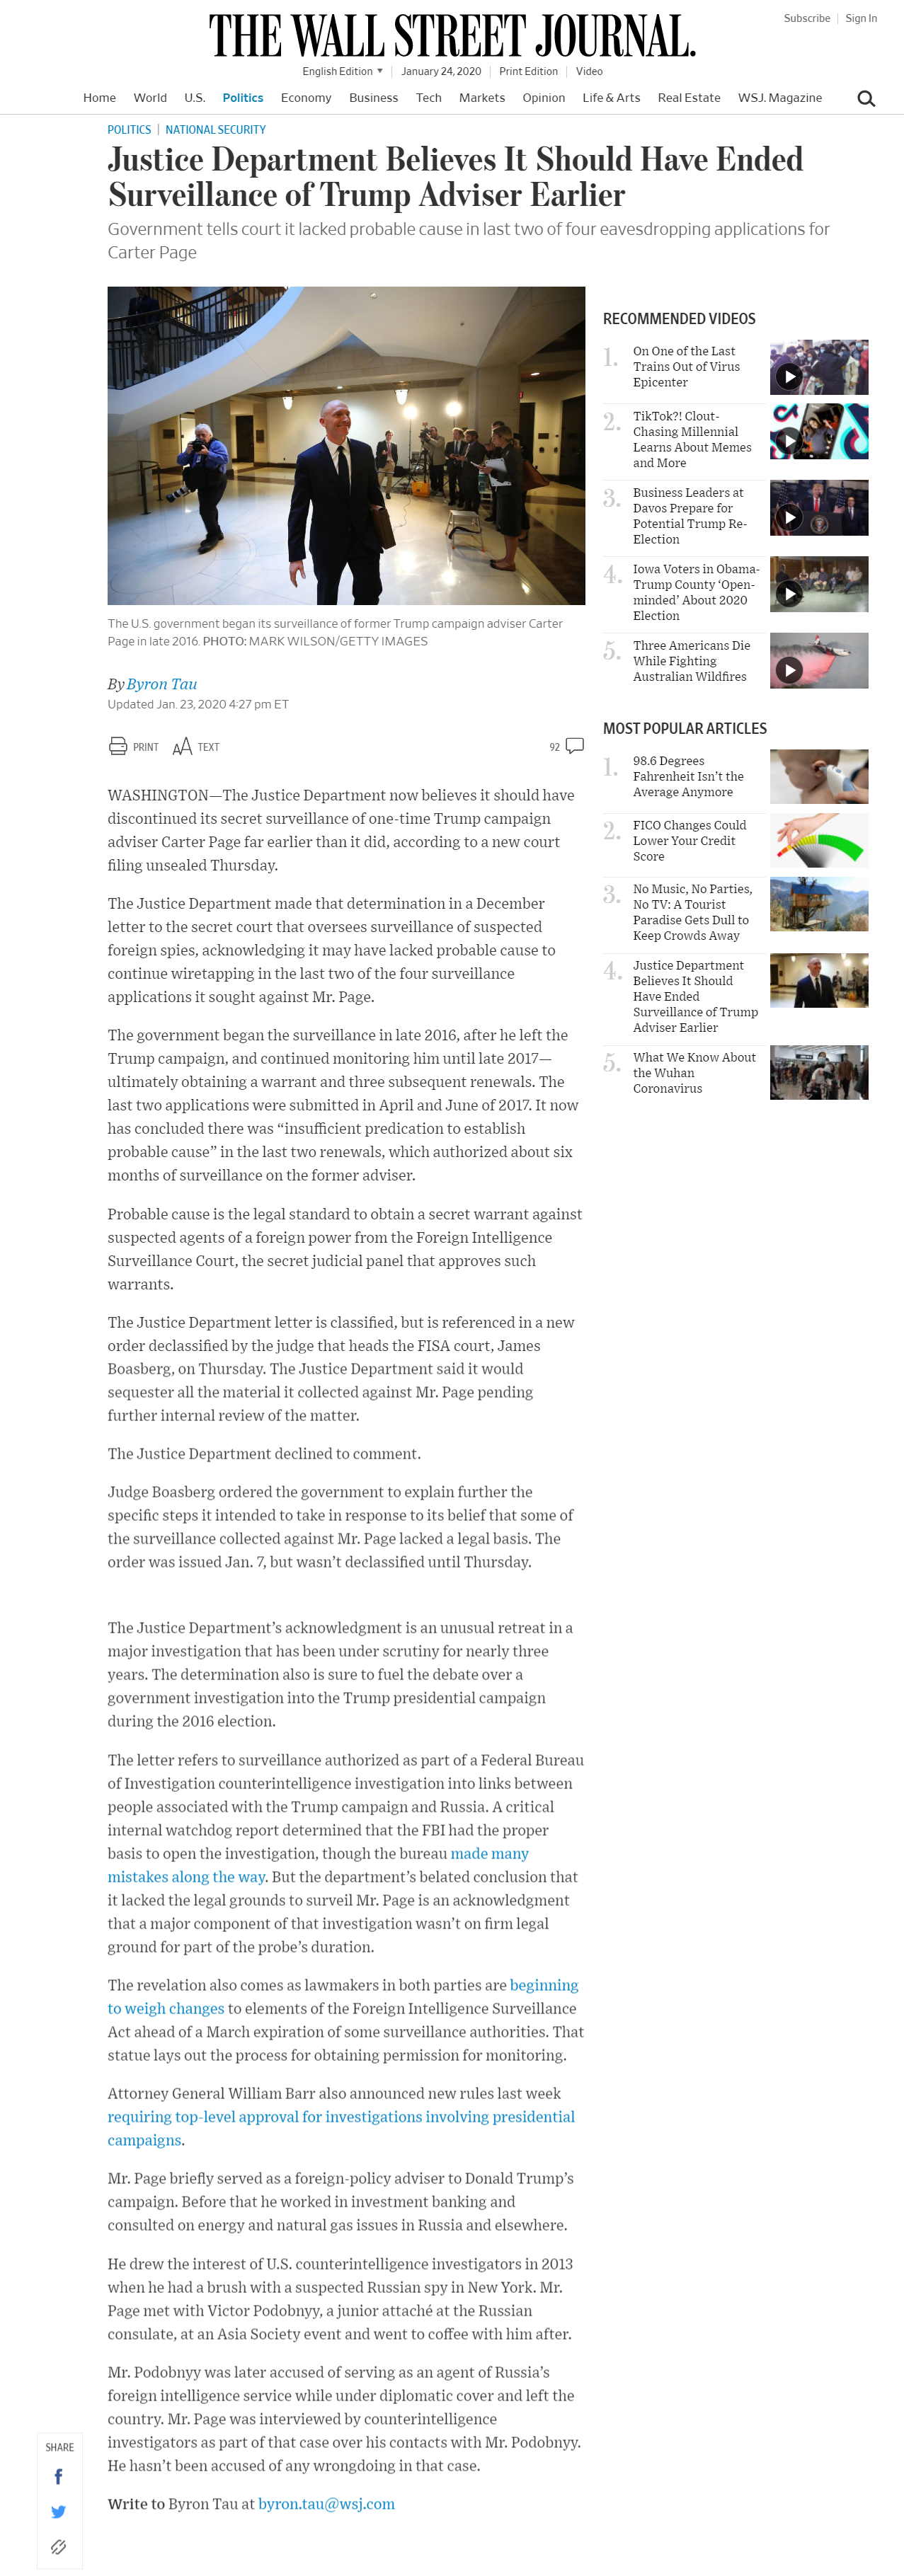 THE WALL STREET JOURNAL.
Subscribe | Sign In
English Edition ▼ | January 24, 2020 | Print Edition | Video
Home World U.S. Politics Economy Business Tech Markets Opinion Life & Arts Real Estate WSJ. Magazine
POLITICS | NATIONAL SECURITY
Justice Department Believes It Should Have Ended
Surveillance of Trump Adviser Earlier
Government tells court it lacked probable cause in last two of four eavesdropping applications for
Carter Page
The U.S. government began its surveillance of former Trump campaign adviser Carter
Page in late 2016. PHOTO: MARK WILSON/GETTY IMAGES
By Byron Tau
Updated Jan. 23, 2020 4:27 pm ET
PRINT TEXT 92
WASHINGTON—The Justice Department now believes it should have
discontinued its secret surveillance of one-time Trump campaign
adviser Carter Page far earlier than it did, according to a new court
filing unsealed Thursday.
The Justice Department made that determination in a December
letter to the secret court that oversees surveillance of suspected
foreign spies, acknowledging it may have lacked probable cause to
continue wiretapping in the last two of the four surveillance
applications it sought against Mr. Page.
The government began the surveillance in late 2016, after he left the
Trump campaign, and continued monitoring him until late 2017—
ultimately obtaining a warrant and three subsequent renewals. The
last two applications were submitted in April and June of 2017. It now
has concluded there was “insufficient predication to establish
probable cause” in the last two renewals, which authorized about six
months of surveillance on the former adviser.
Probable cause is the legal standard to obtain a secret warrant against
suspected agents of a foreign power from the Foreign Intelligence
Surveillance Court, the secret judicial panel that approves such
warrants.
The Justice Department letter is classified, but is referenced in a new
order declassified by the judge that heads the FISA court, James
Boasberg, on Thursday. The Justice Department said it would
sequester all the material it collected against Mr. Page pending
further internal review of the matter.
The Justice Department declined to comment.
Judge Boasberg ordered the government to explain further the
specific steps it intended to take in response to its belief that some of
the surveillance collected against Mr. Page lacked a legal basis. The
order was issued Jan. 7, but wasn’t declassified until Thursday.
The Justice Department’s acknowledgment is an unusual retreat in a
major investigation that has been under scrutiny for nearly three
years. The determination also is sure to fuel the debate over a
government investigation into the Trump presidential campaign
during the 2016 election.
The letter refers to surveillance authorized as part of a Federal Bureau
of Investigation counterintelligence investigation into links between
people associated with the Trump campaign and Russia. A critical
internal watchdog report determined that the FBI had the proper
basis to open the investigation, though the bureau made many
mistakes along the way. But the department’s belated conclusion that
it lacked the legal grounds to surveil Mr. Page is an acknowledgment
that a major component of that investigation wasn’t on firm legal
ground for part of the probe’s duration.
The revelation also comes as lawmakers in both parties are beginning
to weigh changes to elements of the Foreign Intelligence Surveillance
Act ahead of a March expiration of some surveillance authorities. That
statue lays out the process for obtaining permission for monitoring.
Attorney General William Barr also announced new rules last week
requiring top-level approval for investigations involving presidential
campaigns.
Mr. Page briefly served as a foreign-policy adviser to Donald Trump’s
campaign. Before that he worked in investment banking and
consulted on energy and natural gas issues in Russia and elsewhere.
He drew the interest of U.S. counterintelligence investigators in 2013
when he had a brush with a suspected Russian spy in New York. Mr.
Page met with Victor Podobnyy, a junior attaché at the Russian
consulate, at an Asia Society event and went to coffee with him after.
Mr. Podobnyy was later accused of serving as an agent of Russia’s
foreign intelligence service while under diplomatic cover and left the
country. Mr. Page was interviewed by counterintelligence
investigators as part of that case over his contacts with Mr. Podobnyy.
He hasn’t been accused of any wrongdoing in that case.
Write to Byron Tau at byron.tau@wsj.com
SHARE
RECOMMENDED VIDEOS
1. On One of the Last
Trains Out of Virus
Epicenter
2. TikTok?! Clout-
Chasing Millennial
Learns About Memes
and More
3. Business Leaders at
Davos Prepare for
Potential Trump Re-
Election
4. Iowa Voters in Obama-
Trump County ‘Open-
minded’ About 2020
Election
5. Three Americans Die
While Fighting
Australian Wildfires
MOST POPULAR ARTICLES
1. 98.6 Degrees
Fahrenheit Isn’t the
Average Anymore
2. FICO Changes Could
Lower Your Credit
Score
3. No Music, No Parties,
No TV: A Tourist
Paradise Gets Dull to
Keep Crowds Away
4. Justice Department
Believes It Should
Have Ended
Surveillance of Trump
Adviser Earlier
5. What We Know About
the Wuhan
Coronavirus